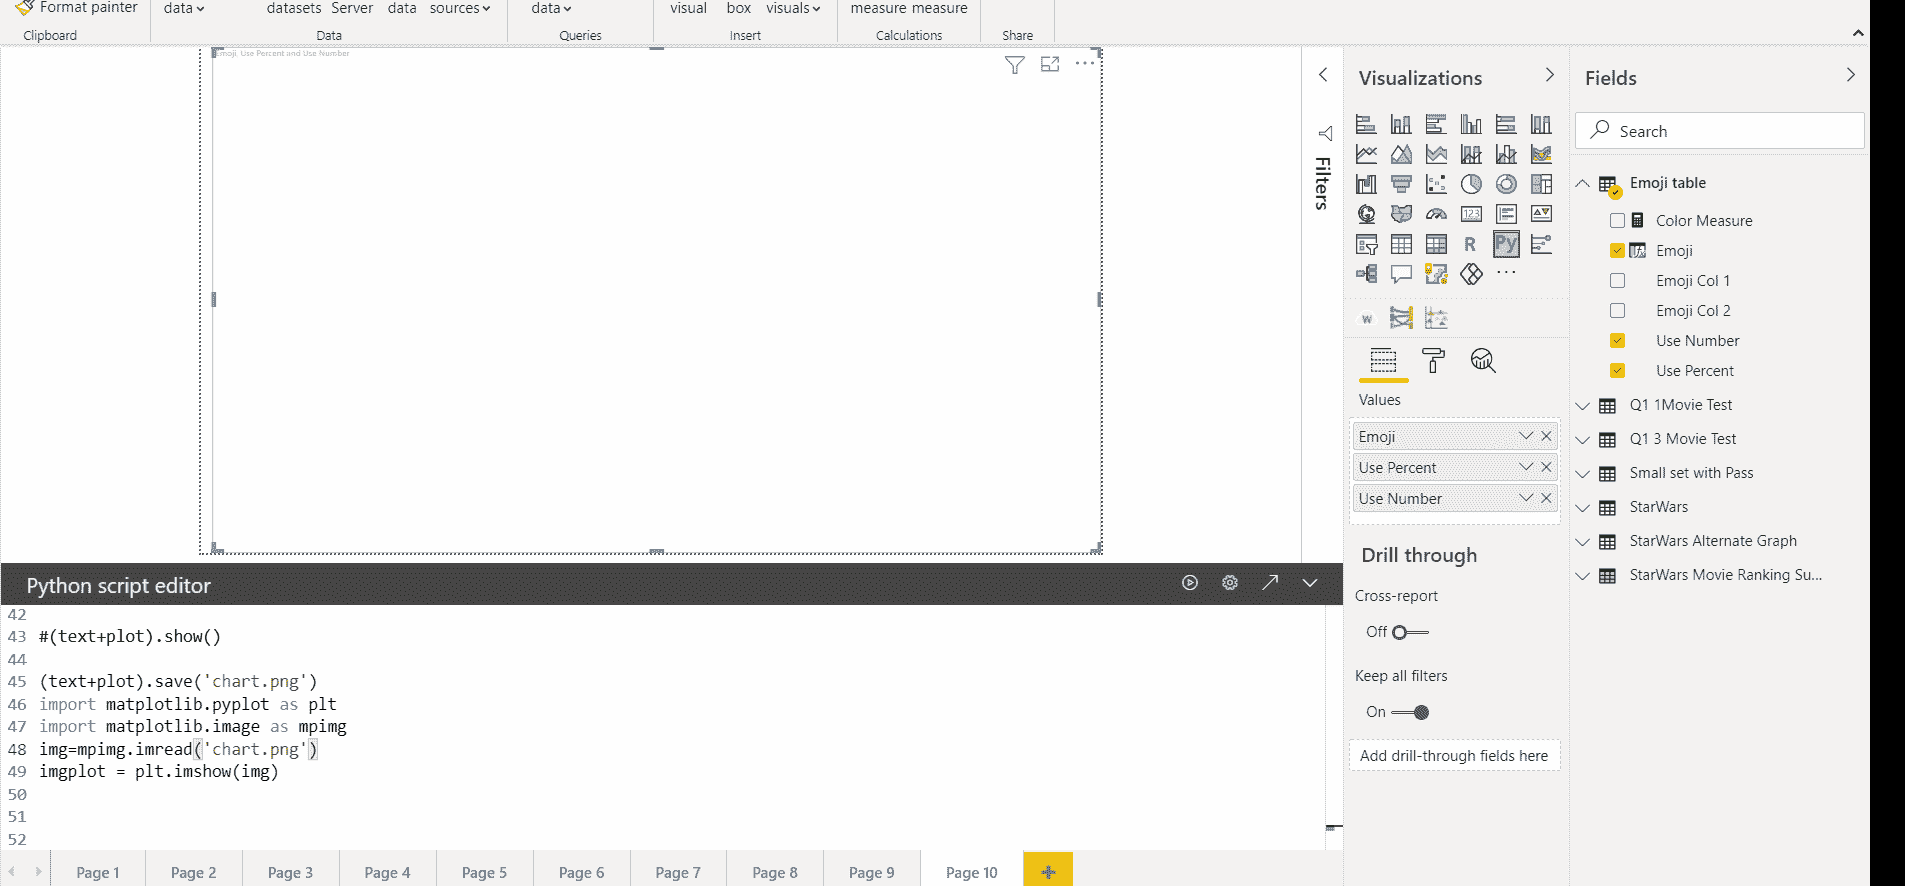 Format painter
data
datasets Server data sources
data
visual box visuals
measure measure
Clipboard
Data
Queries
Insert
Calculations
Share
Emoji, Use Percent and Use Number
Filters
Visualizations
R
Py
123
W
Values
Emoji
Use Percent
Use Number
Drill through
Cross-report
Off
Keep all filters
On
Add drill-through fields here
Fields
Search
Emoji table
Color Measure
Emoji
Emoji Col 1
Emoji Col 2
Use Number
Use Percent
Q1 1Movie Test
Q1 3 Movie Test
Small set with Pass
StarWars
StarWars Alternate Graph
StarWars Movie Ranking Su...
Python script editor
42
43 #(text+plot).show()
44
45 (text+plot).save('chart.png')
46 import matplotlib.pyplot as plt
47 import matplotlib.image as mpimg
48 img=mpimg.imread('chart.png')
49 imgplot = plt.imshow(img)
50
51
52
Page 1
Page 2
Page 3
Page 4
Page 5
Page 6
Page 7
Page 8
Page 9
Page 10